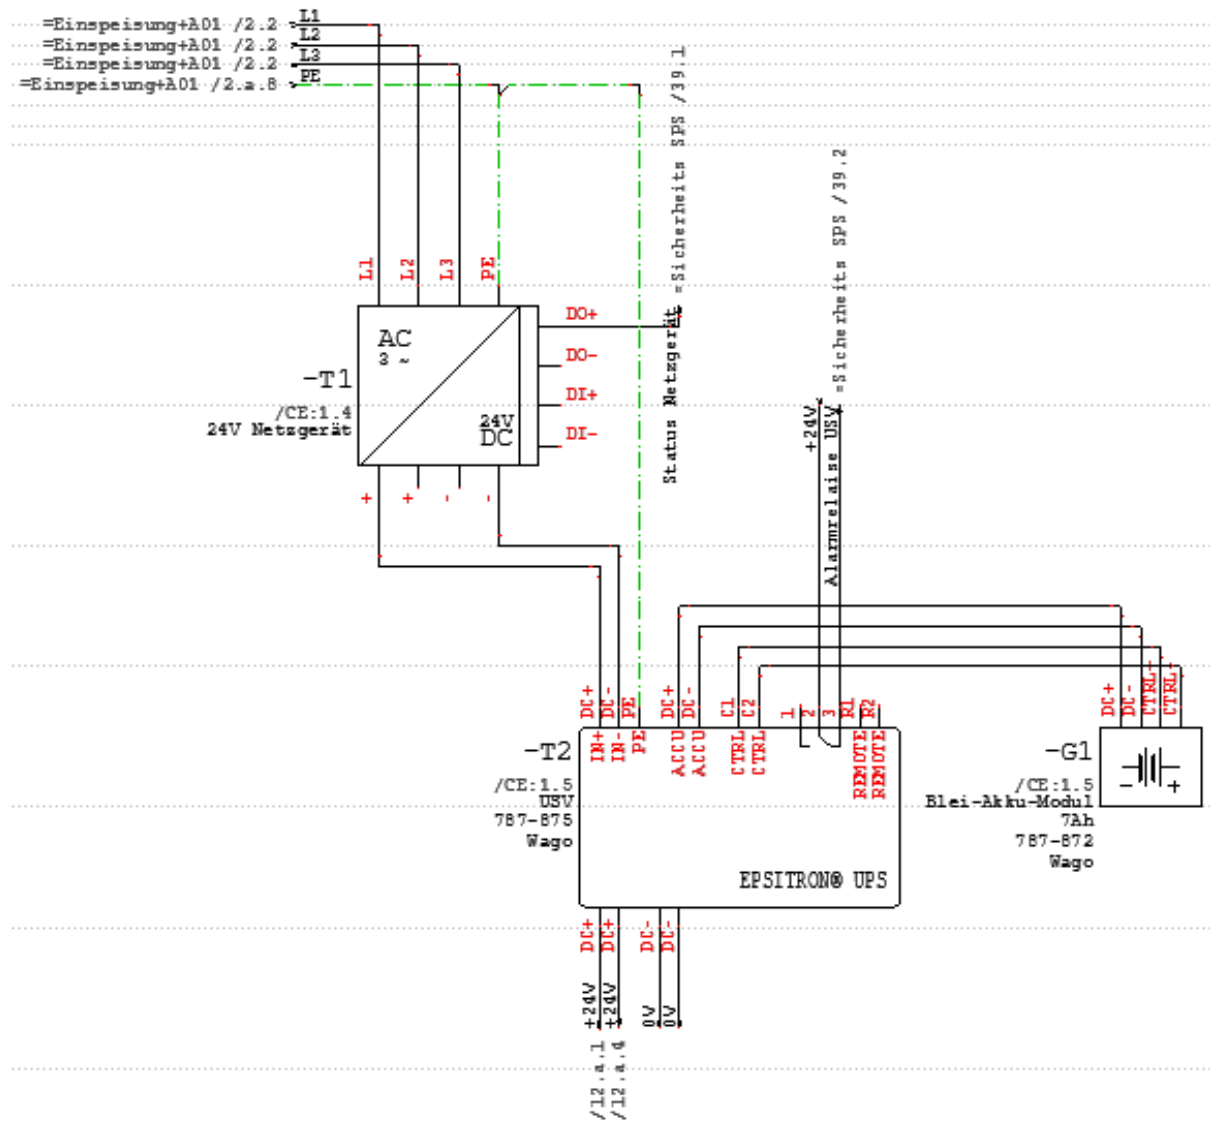 =Einspeisung+A01 /2.2
L1
=Einspeisung+A01 /2.2
L2
=Einspeisung+A01 /2.2
L3
=Einspeisung+A01 /2.a.8
PE
=Sicherheits SPS /39.1
=Sicherheits SPS /39.2
L1
L2
L3
PE
AC
3 ~
24V
DC
-T1
/CE:1.4
24V Netzgerät
DO+
DO-
DI+
DI-
Status Netzgerät
+24V
Alarmrelaise USV
+
+
-
-
DC+
DC-
PE
DC+
DC-
C1
C2
1
2
3
R1
R2
IN+
IN-
PE
ACCU
ACCU
CTRL
CTRL
REMOTE
REMOTE
-T2
/CE:1.5
USV
787-875
Wago
EPSITRON® UPS
DC+
DC-
CTRL-
CTRL+
-G1
/CE:1.5
Blei-Akku-Modul
7Ah
787-872
Wago
- +
DC+
DC+
DC-
DC-
+24V
+24V
0V
0V
/12.a.1
/12.a.4